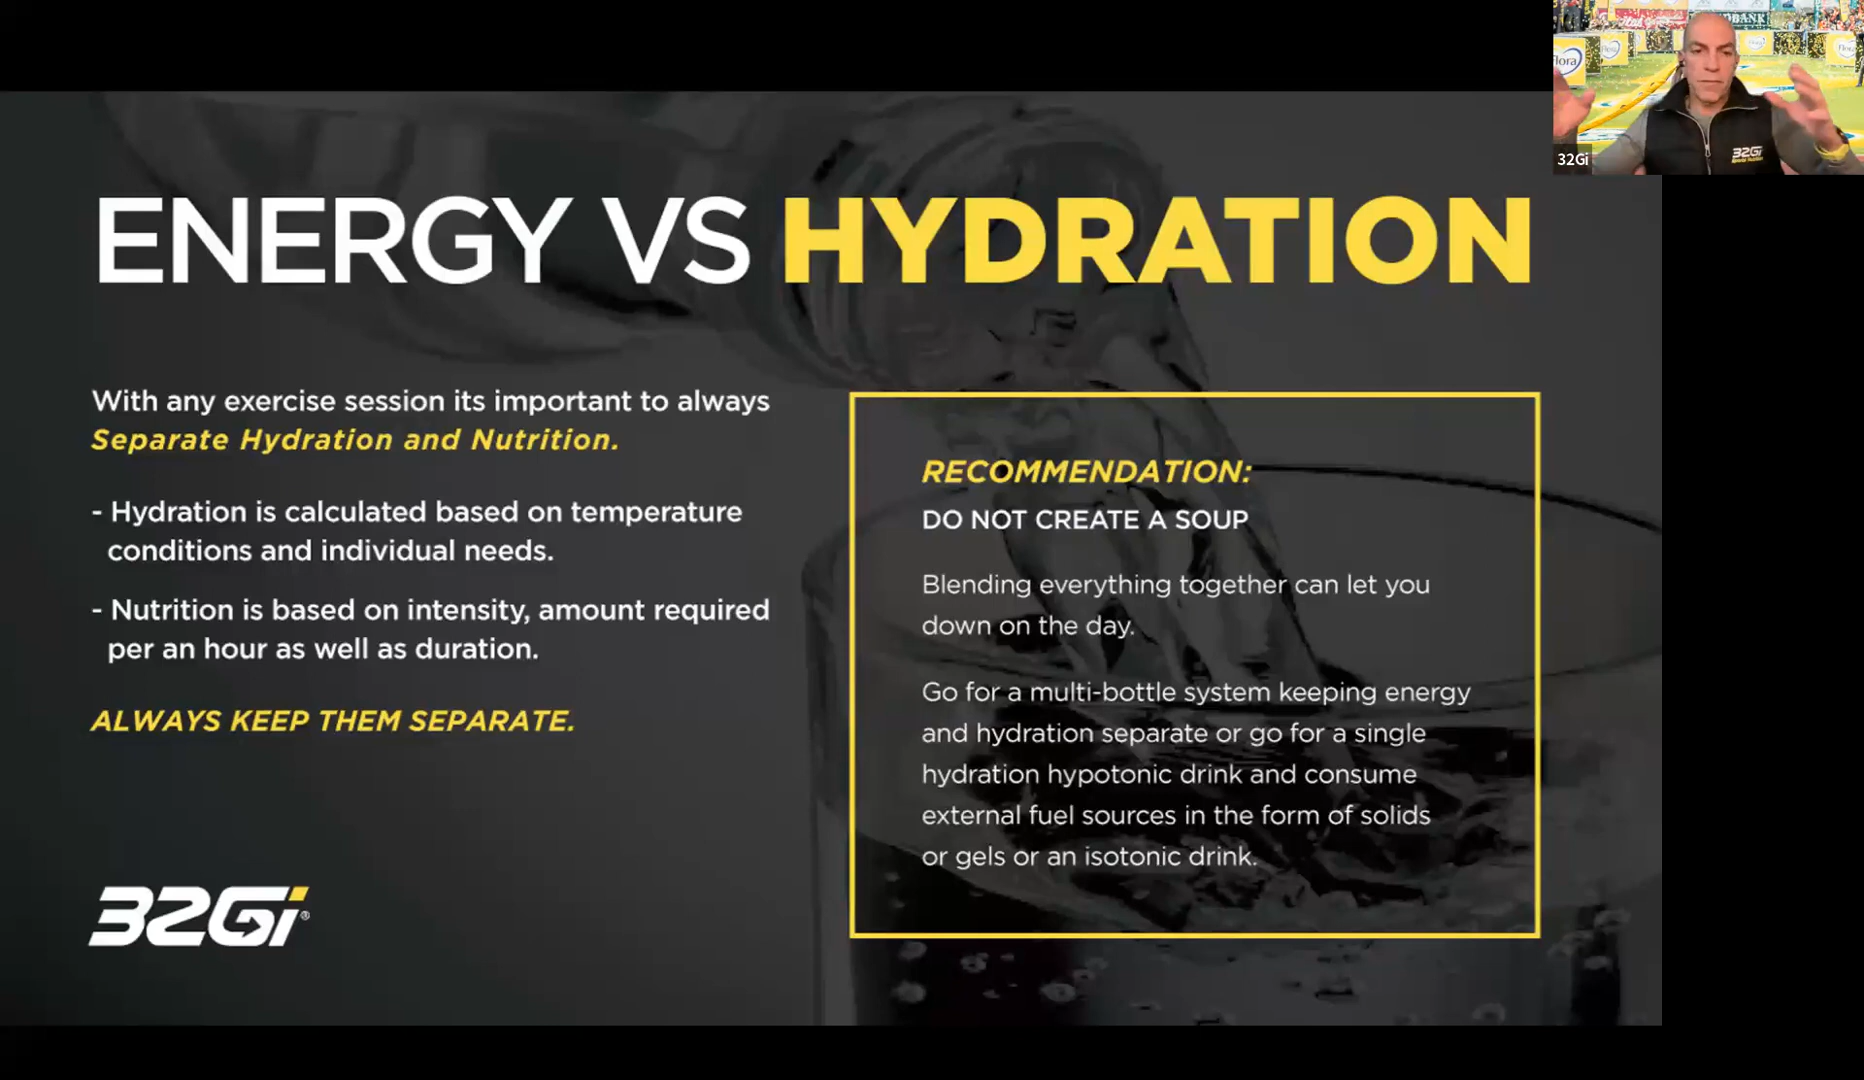 ENERGY VS HYDRATION
With any exercise session its important to always
Separate Hydration and Nutrition.
- Hydration is calculated based on temperature
conditions and individual needs.
- Nutrition is based on intensity, amount required
per an hour as well as duration.
ALWAYS KEEP THEM SEPARATE.
32Gi®
RECOMMENDATION:
DO NOT CREATE A SOUP
Blending everything together can let you
down on the day.
Go for a multi-bottle system keeping energy
and hydration separate or go for a single
hydration hypotonic drink and consume
external fuel sources in the form of solids
or gels or an isotonic drink.
flora
32Gi
32Gi